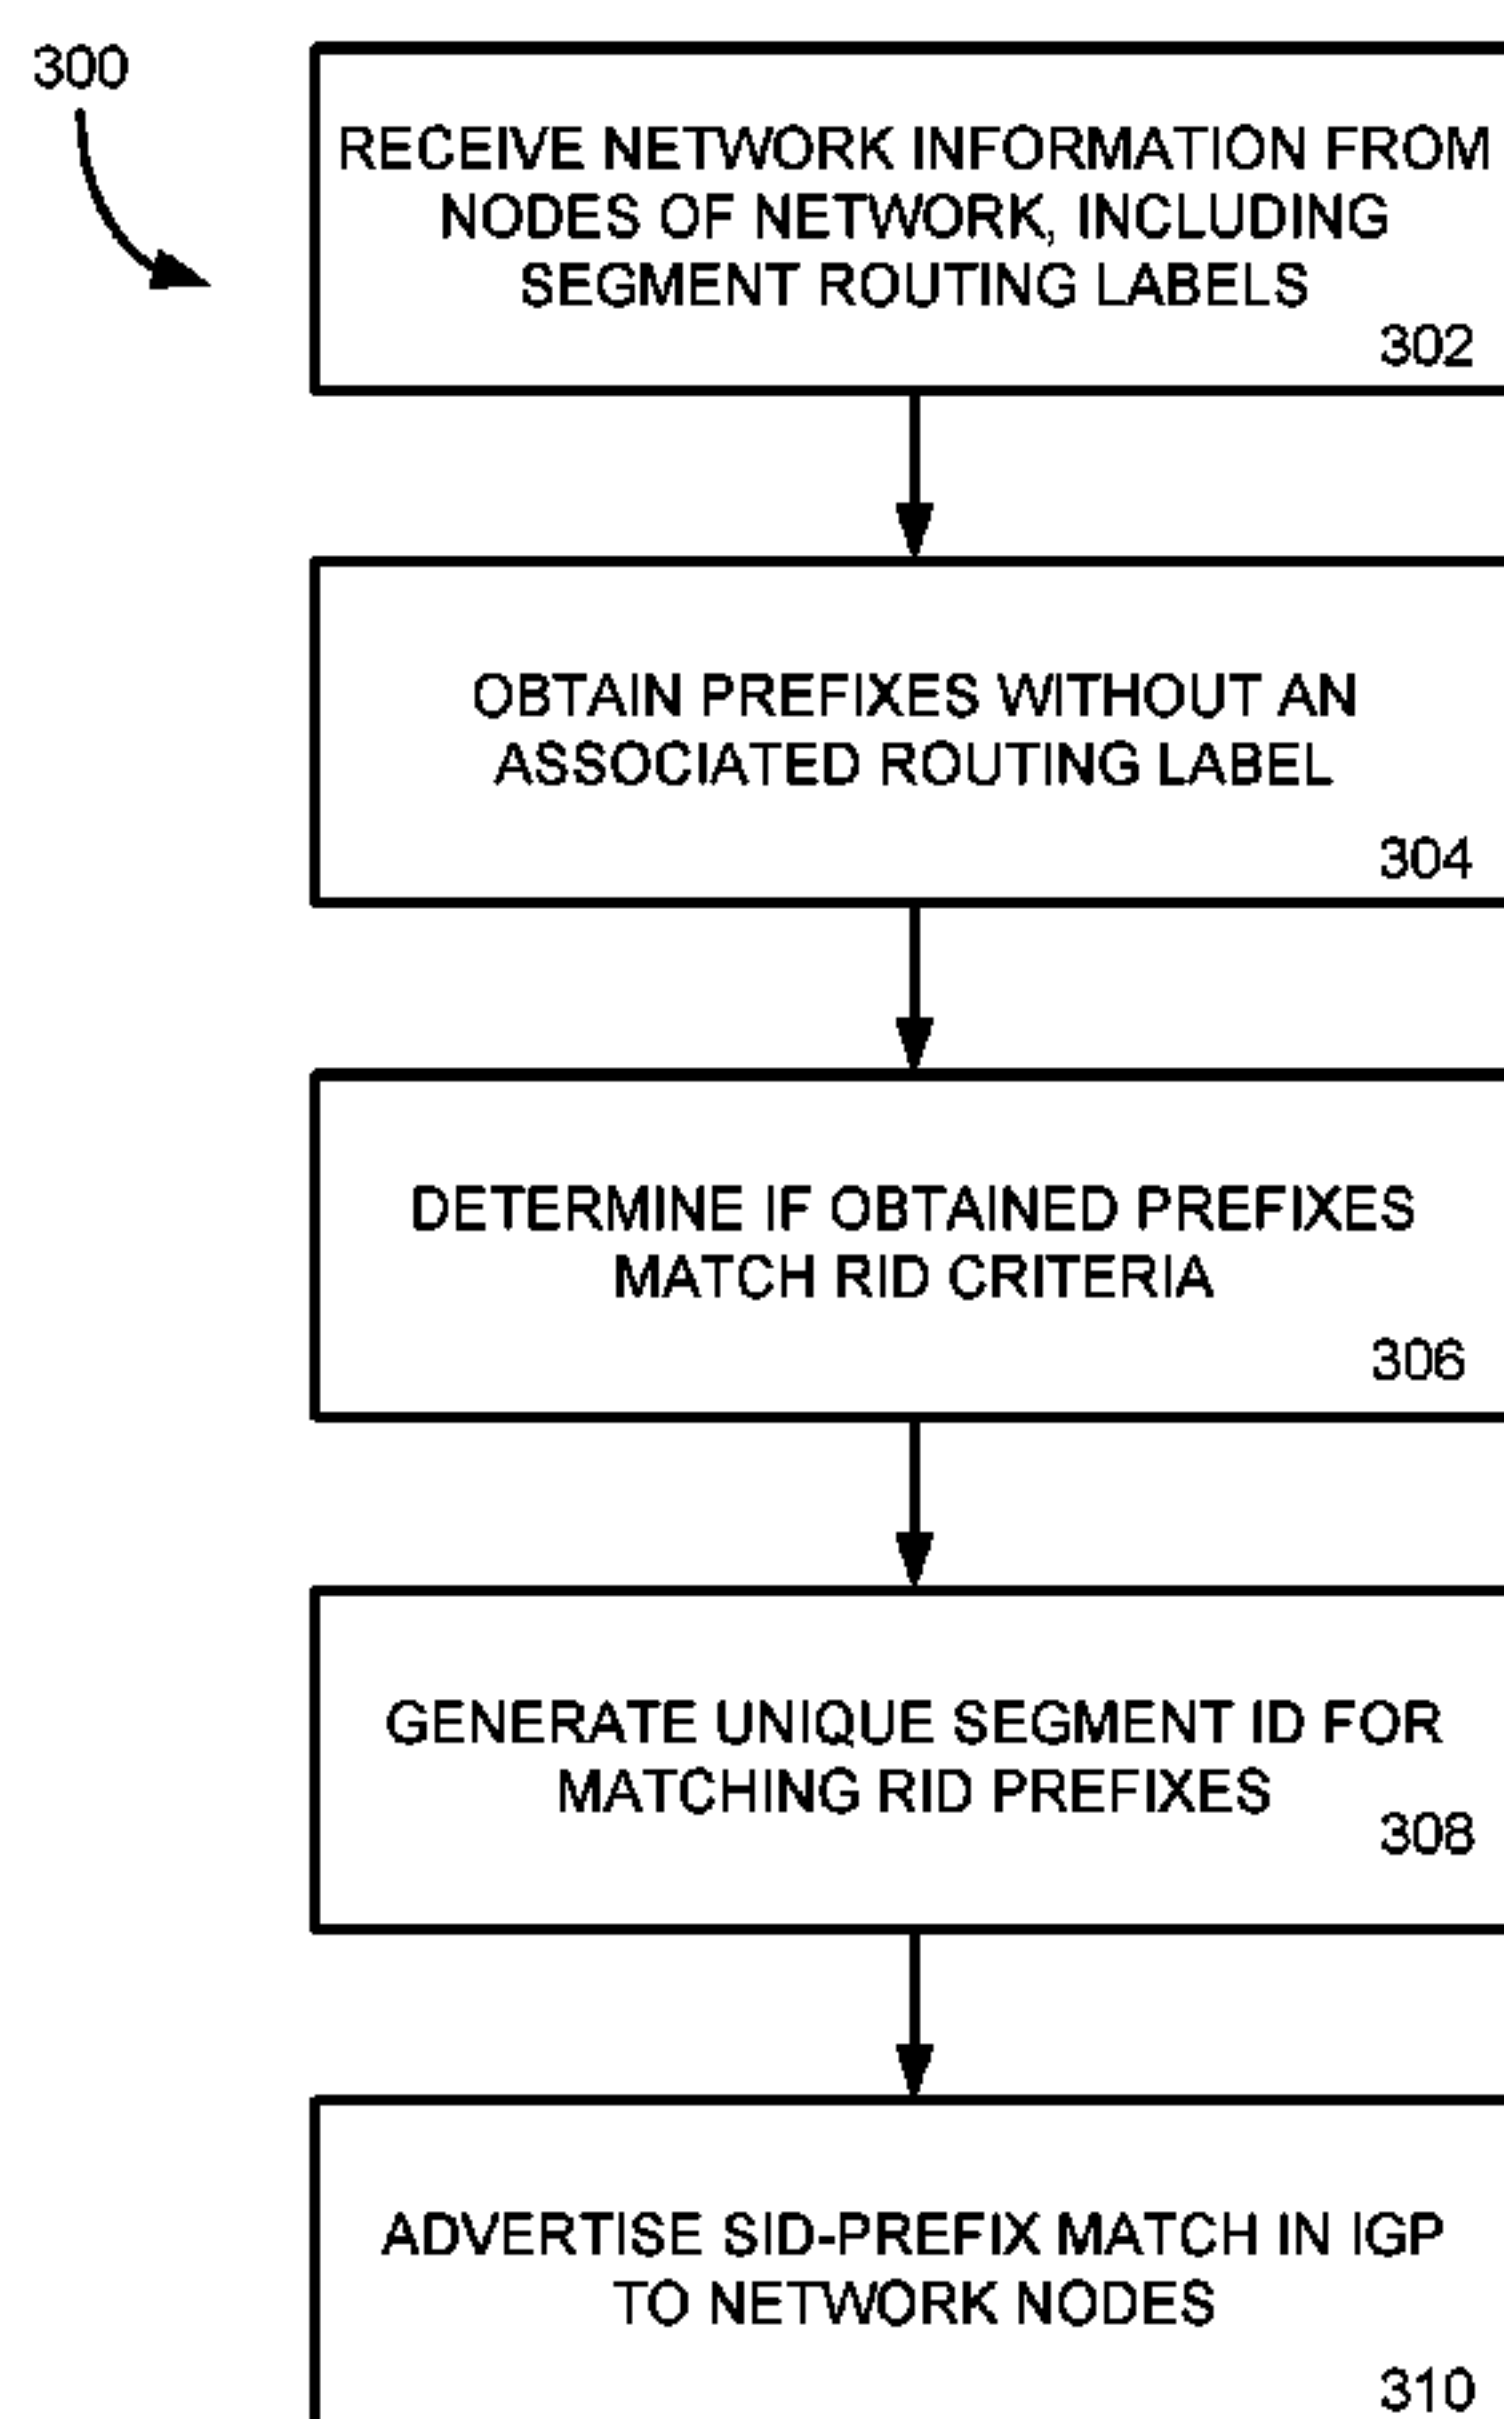 300
RECEIVE NETWORK INFORMATION FROM
NODES OF NETWORK, INCLUDING
SEGMENT ROUTING LABELS
302
OBTAIN PREFIXES WITHOUT AN
ASSOCIATED ROUTING LABEL
304
DETERMINE IF OBTAINED PREFIXES
MATCH RID CRITERIA
306
GENERATE UNIQUE SEGMENT ID FOR
MATCHING RID PREFIXES
308
ADVERTISE SID-PREFIX MATCH IN IGP
TO NETWORK NODES
310